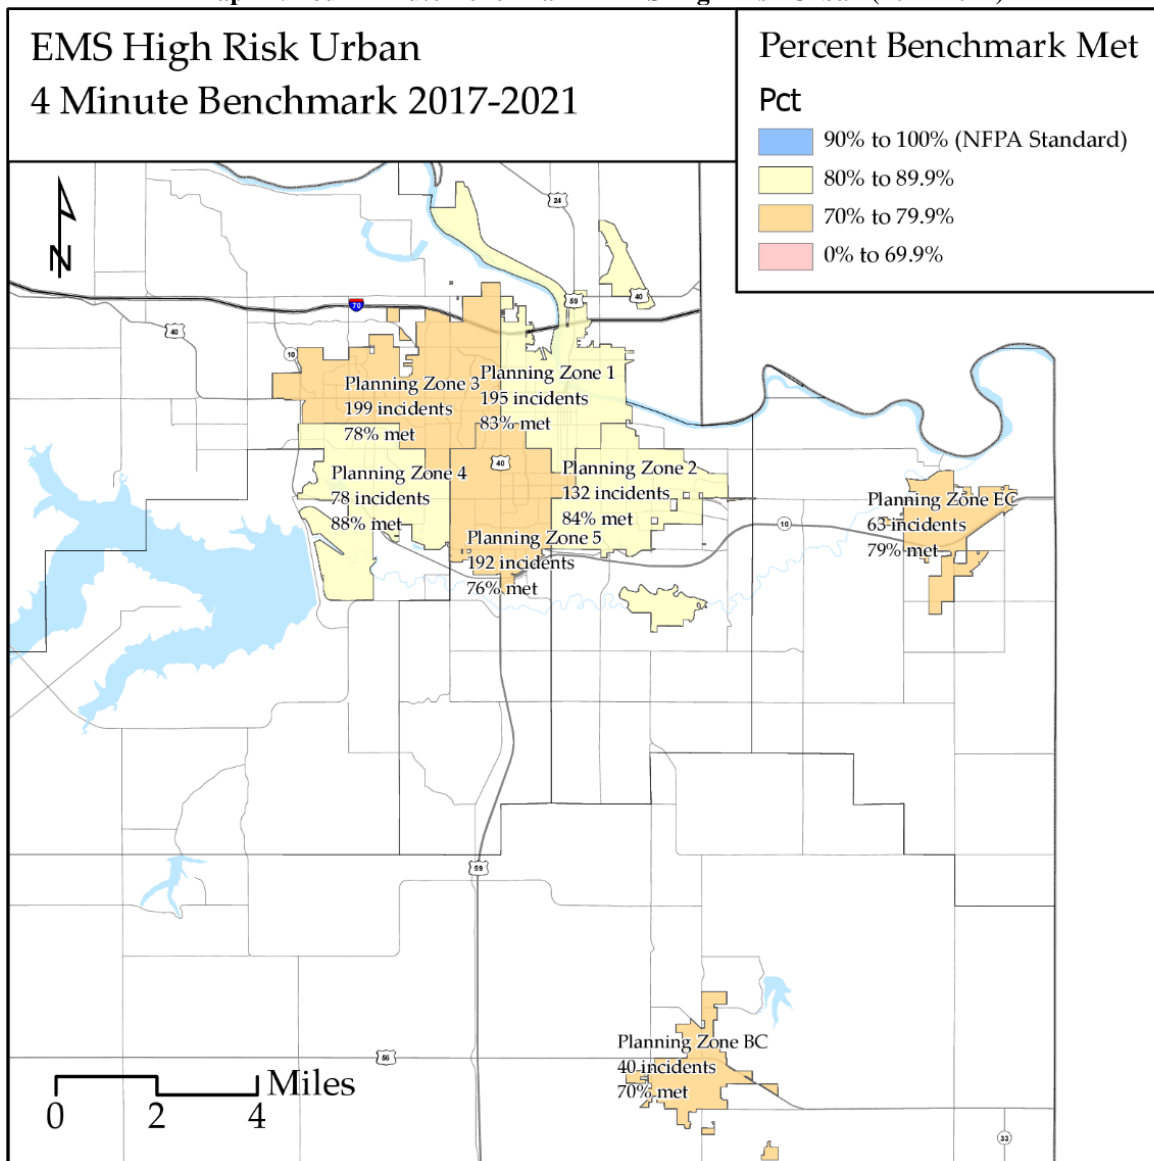 EMS High Risk Urban
4 Minute Benchmark 2017-2021
Percent Benchmark Met
Pct
90% to 100% (NFPA Standard)
80% to 89.9%
70% to 79.9%
0% to 69.9%
N
24
59
40
70
40
10
Planning Zone 3
199 incidents
78% met
Planning Zone 1
195 incidents
83% met
40
Planning Zone 4
78 incidents
88% met
Planning Zone 2
132 incidents
84% met
Planning Zone 5
192 incidents
76% met
10
Planning Zone EC
63 incidents
79% met
59
Planning Zone BC
40 incidents
70% met
56
33
Miles
0 2 4